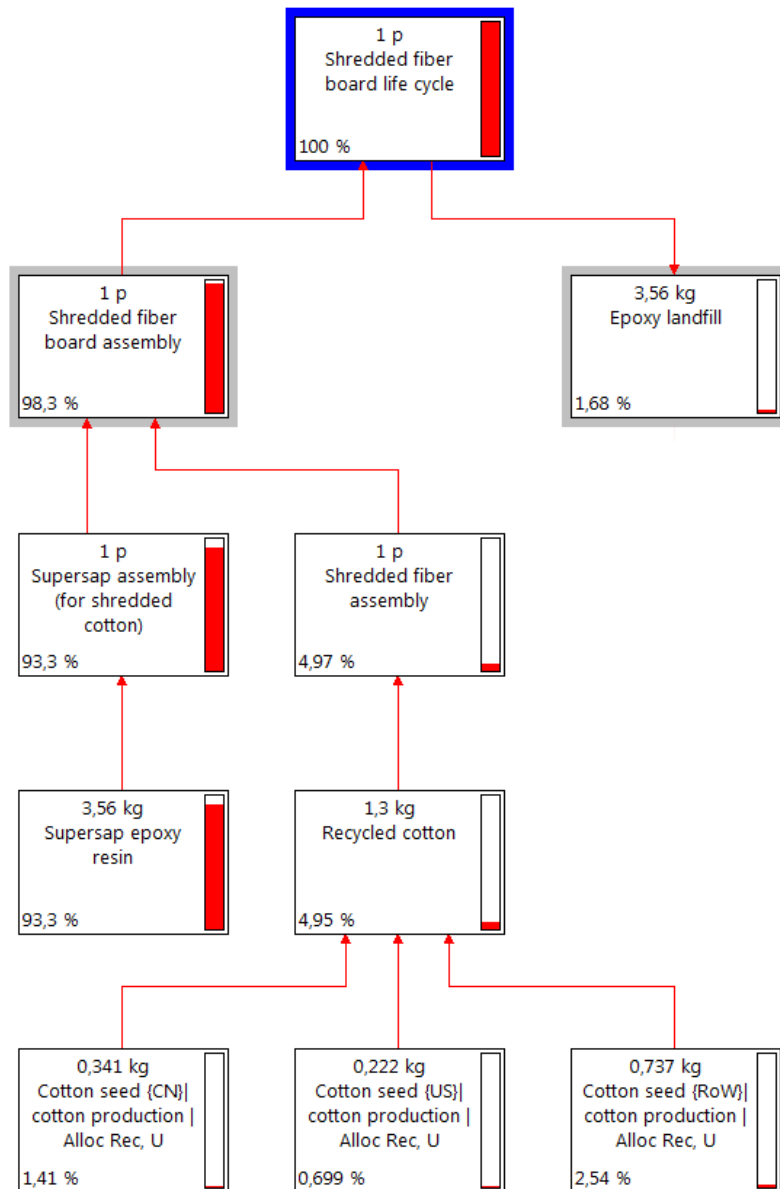 1 p
Shredded fiber
board life cycle
100 %
1 p
Shredded fiber
board assembly
98,3 %
3,56 kg
Epoxy landfill
1,68 %
1 p
Supersap assembly
(for shredded
cotton)
93,3 %
1 p
Shredded fiber
assembly
4,97 %
3,56 kg
Supersap epoxy
resin
93,3 %
1,3 kg
Recycled cotton
4,95 %
0,341 kg
Cotton seed {CN}|
cotton production |
Alloc Rec, U
1,41 %
0,222 kg
Cotton seed {US}|
cotton production |
Alloc Rec, U
0,699 %
0,737 kg
Cotton seed {RoW}|
cotton production |
Alloc Rec, U
2,54 %